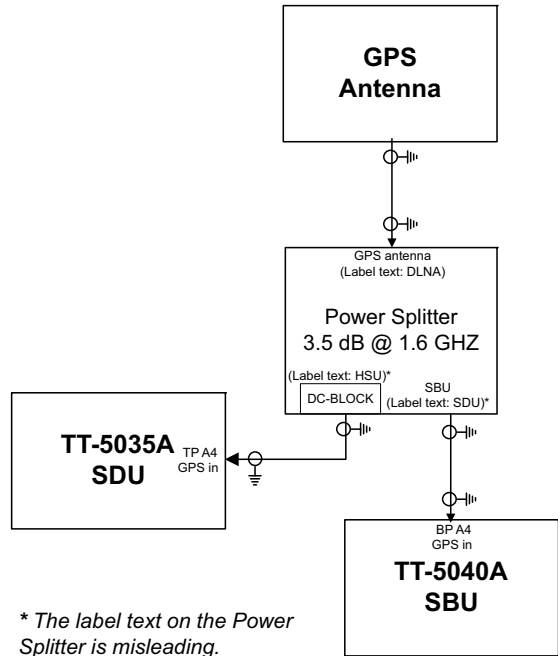 GPS
Antenna
GPS antenna
(Label text: DLNA)
Power Splitter
3.5 dB @ 1.6 GHZ
(Label text: HSU)*
DC-BLOCK
SBU
(Label text: SDU)*
TT-5035A
SDU
TP A4
GPS in
BP A4
GPS in
TT-5040A
SBU
* The label text on the Power
Splitter is misleading.